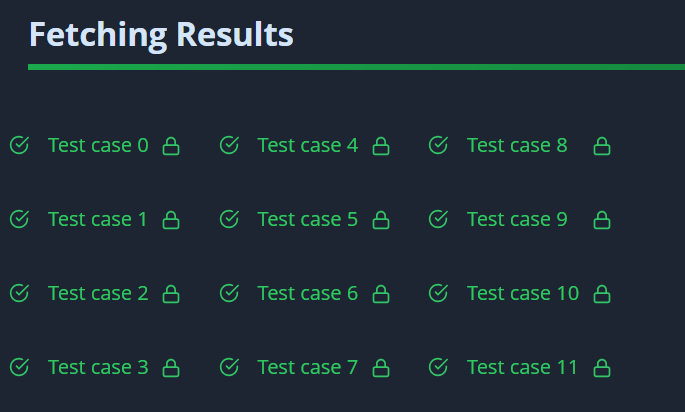 Fetching Results
Test case 0 Test case 4 Test case 8
Test case 1 Test case 5 Test case 9
Test case 2 Test case 6 Test case 10
Test case 3 Test case 7 Test case 11